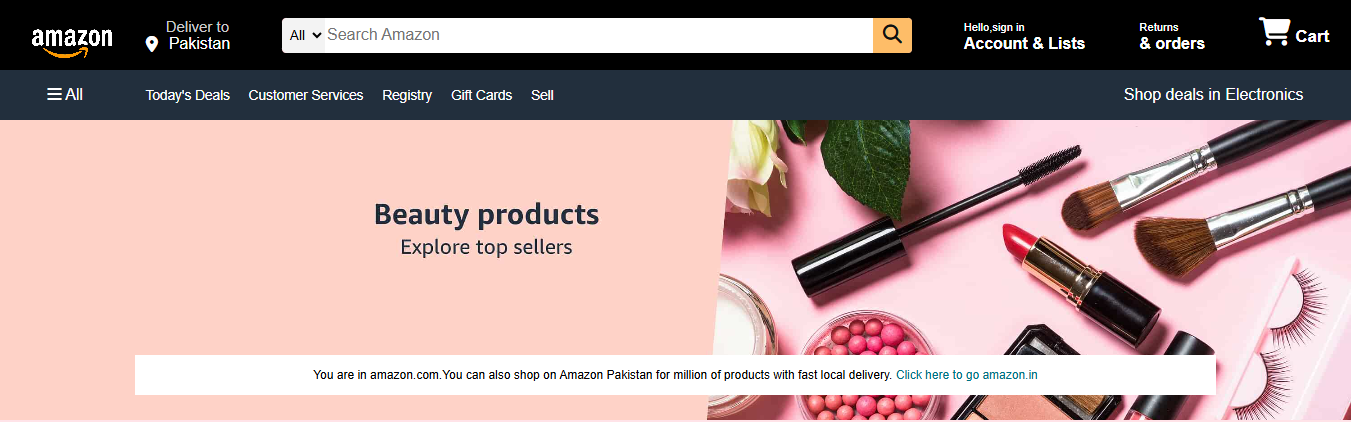 amazon
Deliver to
Pakistan
All
Search Amazon
Hello,sign in
Account & Lists
Returns
& orders
Cart
All
Today's Deals
Customer Services
Registry
Gift Cards
Sell
Shop deals in Electronics
Beauty products
Explore top sellers
You are in amazon.com.You can also shop on Amazon Pakistan for million of products with fast local delivery. Click here to go amazon.in